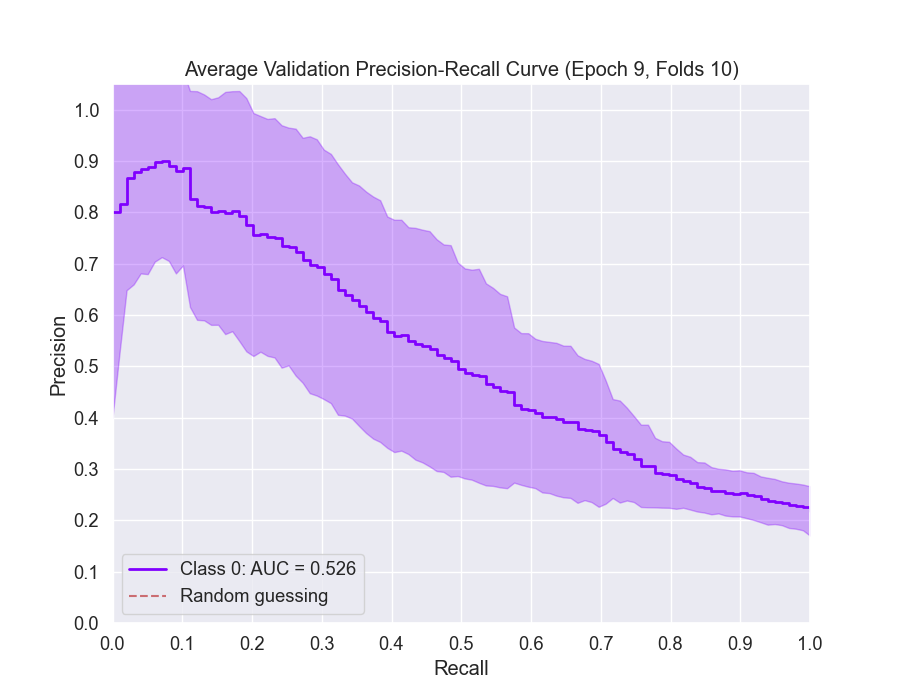 Average Validation Precision-Recall Curve (Epoch 9, Folds 10)
1.0
0.9
0.8
0.7
0.6
0.5
0.4
0.3
0.2
0.1
0.0
Precision
Class 0: AUC = 0.526
Random guessing
0.0 0.1 0.2 0.3 0.4 0.5 0.6 0.7 0.8 0.9 1.0
Recall